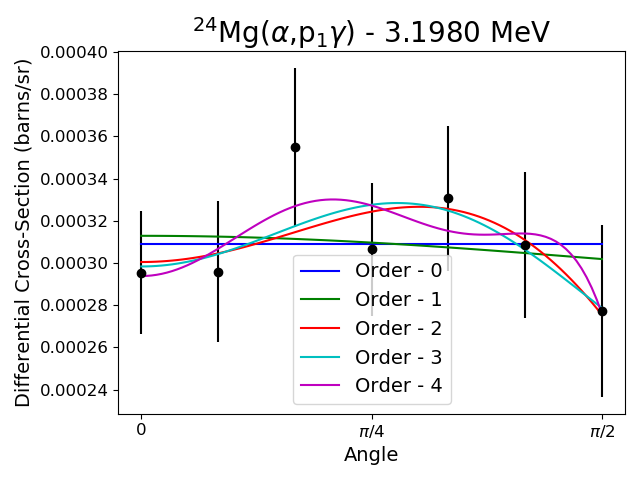 ²⁴Mg(α,p₁γ) - 3.1980 MeV
Differential Cross-Section (barns/sr)
0.00040
0.00038
0.00036
0.00034
0.00032
0.00030
0.00028
0.00026
0.00024
Order - 0
Order - 1
Order - 2
Order - 3
Order - 4
0
π/4
π/2
Angle